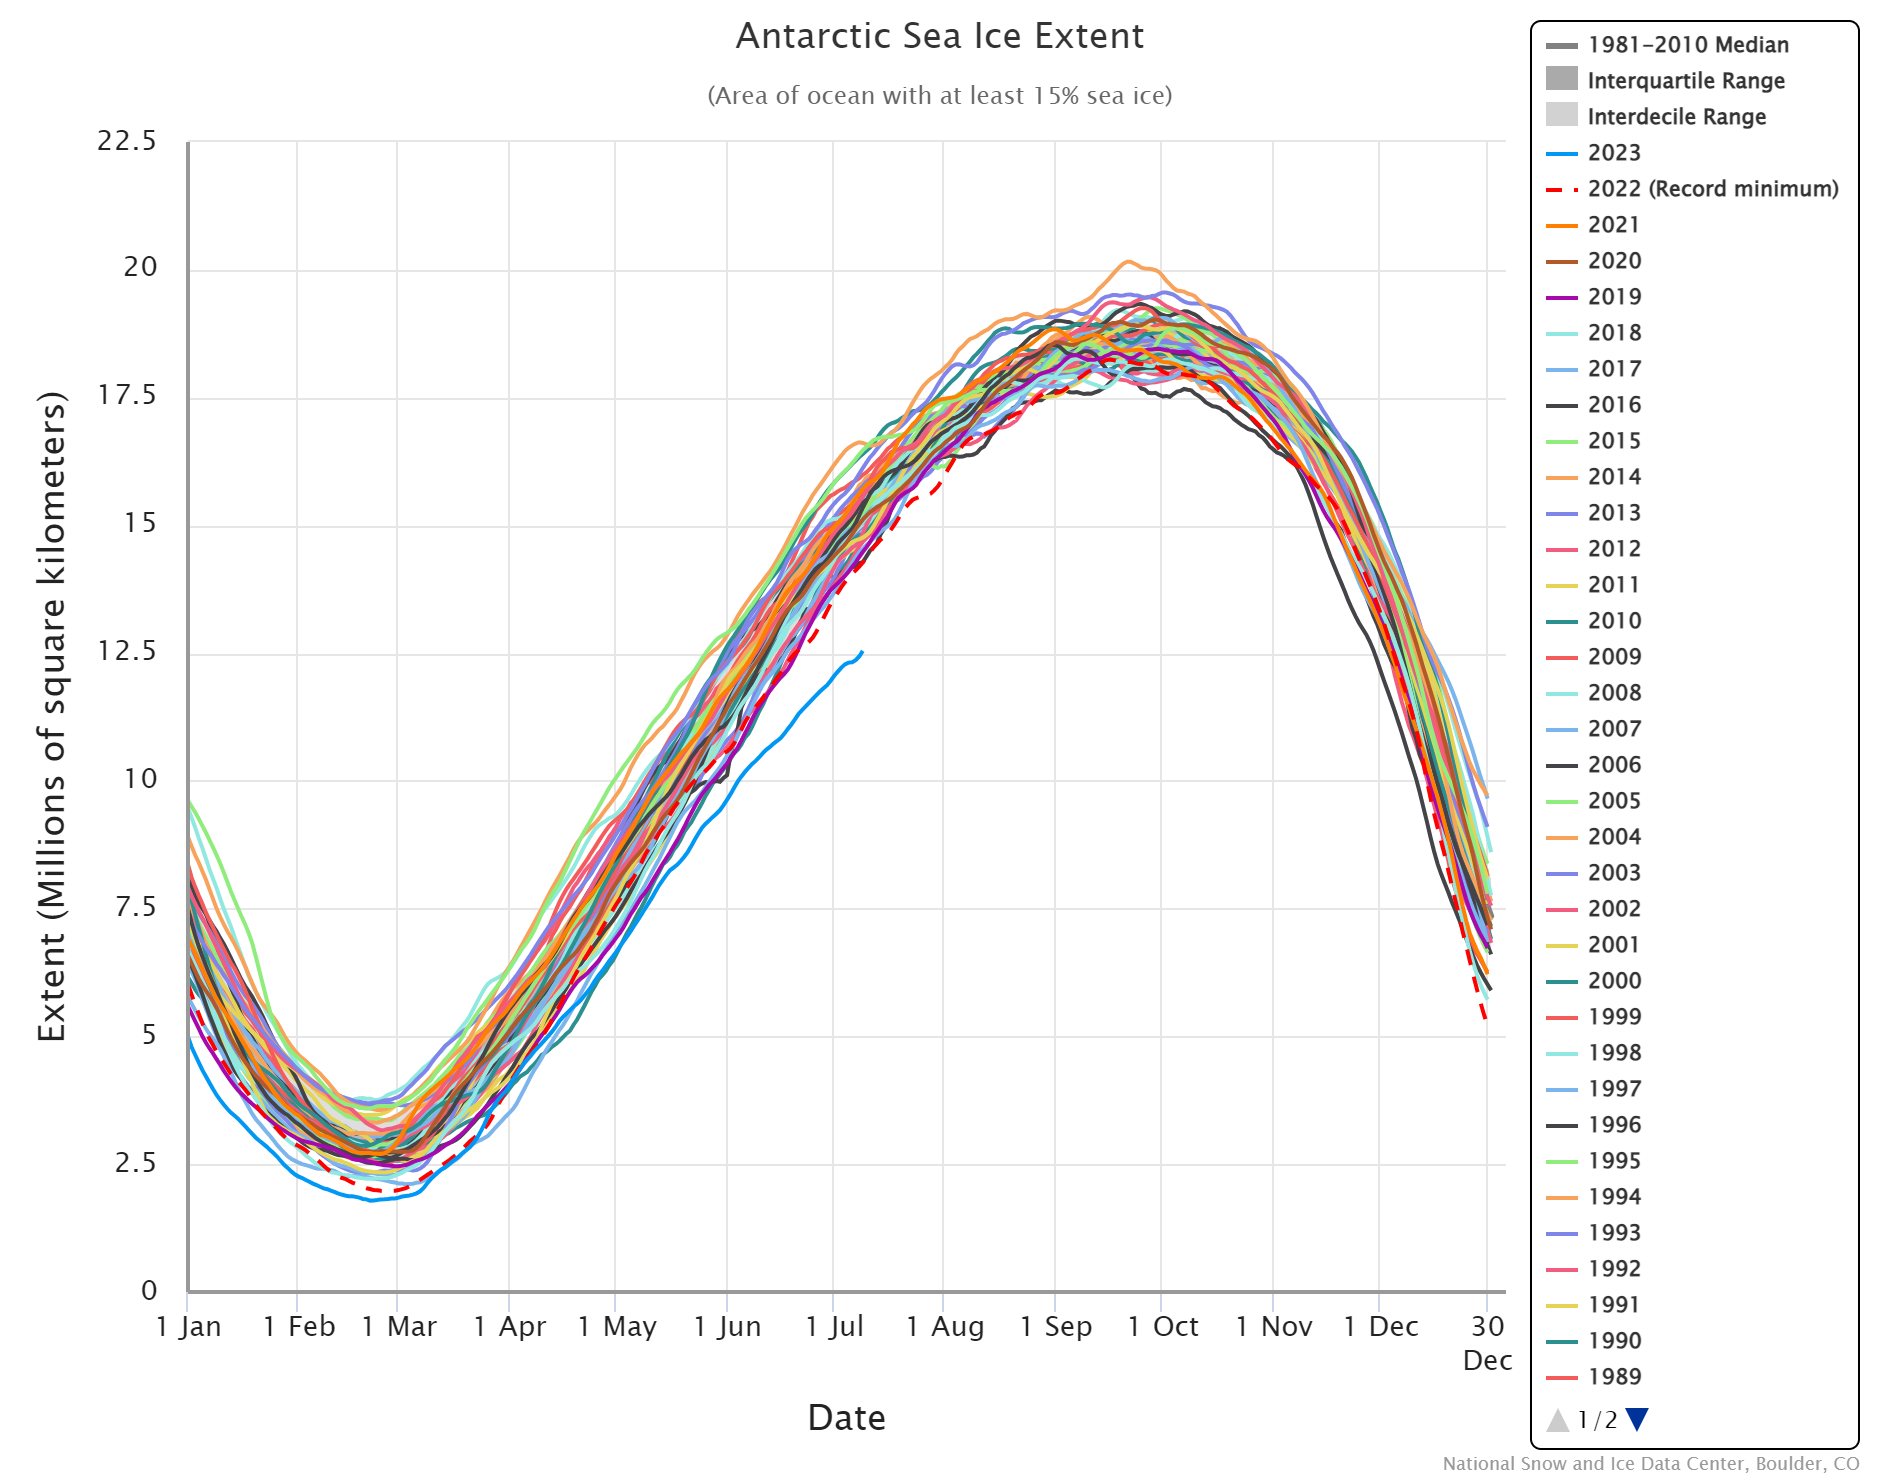 Antarctic Sea Ice Extent
(Area of ocean with at least 15% sea ice)
22.5
20
17.5
15
12.5
10
7.5
5
2.5
0
Extent (Millions of square kilometers)
1 Jan
1 Feb
1 Mar
1 Apr
1 May
1 Jun
1 Jul
1 Aug
1 Sep
1 Oct
1 Nov
1 Dec
30
Dec
Date
1981-2010 Median
Interquartile Range
Interdecile Range
2023
2022 (Record minimum)
2021
2020
2019
2018
2017
2016
2015
2014
2013
2012
2011
2010
2009
2008
2007
2006
2005
2004
2003
2002
2001
2000
1999
1998
1997
1996
1995
1994
1993
1992
1991
1990
1989
1/2
National Snow and Ice Data Center, Boulder, CO